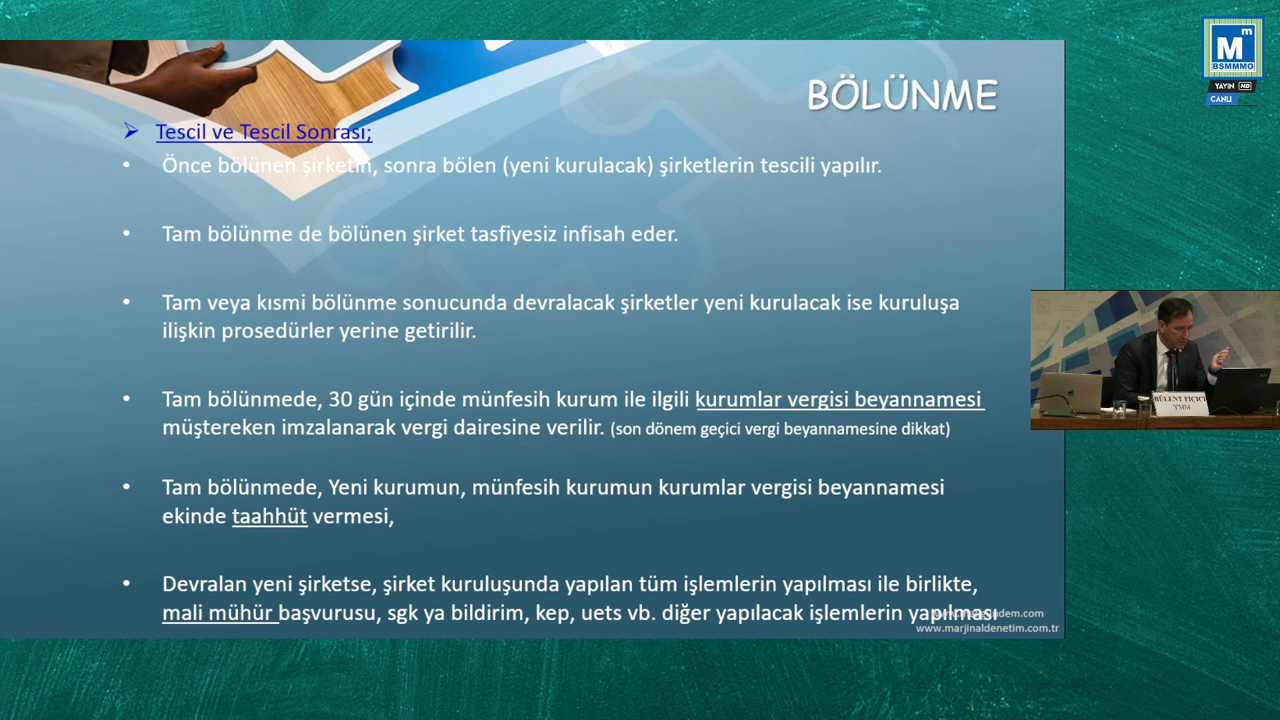 BÖLÜNME
➢ Tescil ve Tescil Sonrası;
• Önce bölünen şirketin, sonra bölen (yeni kurulacak) şirketlerin tescili yapılır.
• Tam bölünme de bölünen şirket tasfiyesiz infisah eder.
• Tam veya kısmi bölünme sonucunda devralacak şirketler yeni kurulacak ise kuruluşa
ilişkin prosedürler yerine getirilir.
• Tam bölünmede, 30 gün içinde münfesih kurum ile ilgili kurumlar vergisi beyannamesi
müştereken imzalanarak vergi dairesine verilir. (son dönem geçici vergi beyannamesine dikkat)
• Tam bölünmede, Yeni kurumun, münfesih kurumun kurumlar vergisi beyannamesi
ekinde taahhüt vermesi,
• Devralan yeni şirketse, şirket kuruluşunda yapılan tüm işlemlerin yapılması ile birlikte,
mali mühür başvurusu, sgk ya bildirim, kep, uets vb. diğer yapılacak işlemlerin yapılması
www.marjinaldenetim.com.tr
M m
BSMMMO
YAYIN HD
CANLI
BÜLENT FIÇICI
YMM